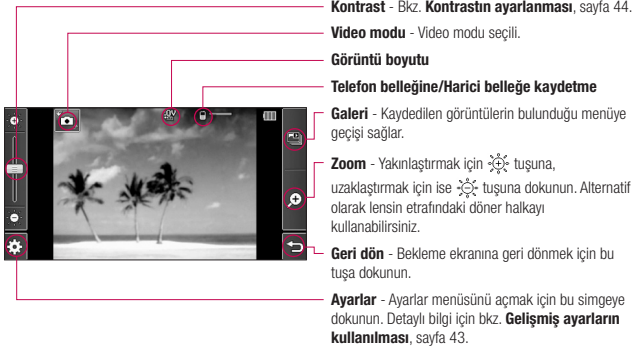 Kontrast - Bkz. Kontrastın ayarlanması, sayfa 44.
Video modu - Video modu seçili.
Görüntü boyutu
Telefon belleğine/Harici belleğe kaydetme
Galeri - Kaydedilen görüntülerin bulunduğu menüye
geçişi sağlar.
Zoom - Yakınlaştırmak için tuşuna,
uzaklaştırmak için ise tuşuna dokunun. Alternatif
olarak lensin etrafındaki döner halkayı
kullanabilirsiniz.
Geri dön - Bekleme ekranına geri dönmek için bu
tuşa dokunun.
Ayarlar - Ayarlar menüsünü açmak için bu simgeye
dokunun. Detaylı bilgi için bkz. Gelişmiş ayarların
kullanılması, sayfa 43.